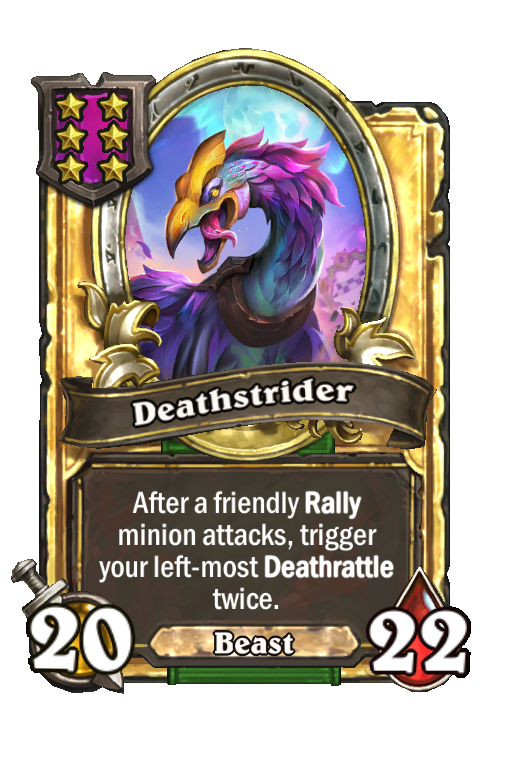 Deathstrider
After a friendly Rally
minion attacks, trigger
your left-most Deathrattle
twice.
20
Beast
22